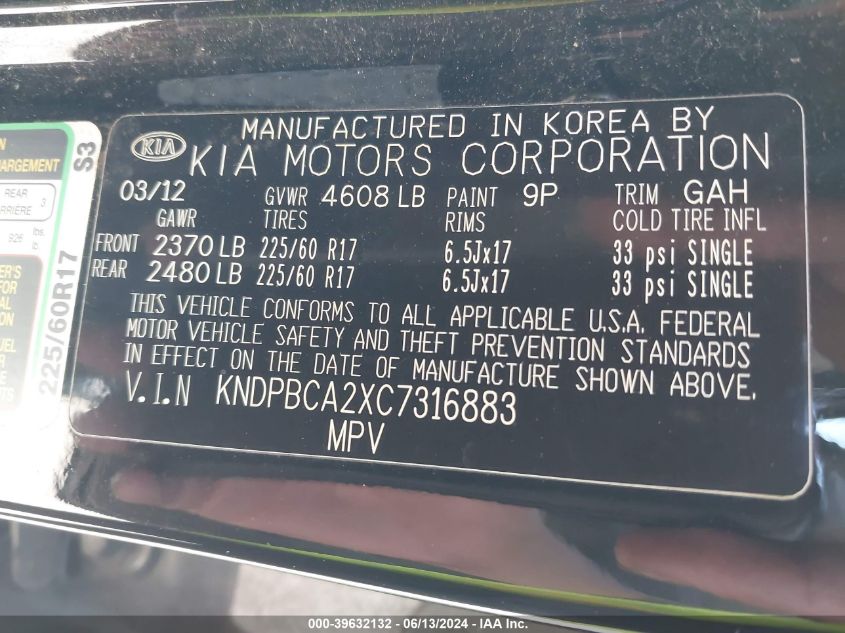 MANUFACTURED IN KOREA BY
KIA KIA MOTORS CORPORATION
03/12 GVWR 4608 LB PAINT 9P TRIM GAH
GAWR TIRES RIMS COLD TIRE INFL
FRONT 2370 LB 225/60 R17 6.5Jx17 33 psi SINGLE
REAR 2480 LB 225/60 R17 6.5Jx17 33 psi SINGLE
THIS VEHICLE CONFORMS TO ALL APPLICABLE U.S.A. FEDERAL
MOTOR VEHICLE SAFETY AND THEFT PREVENTION STANDARDS
IN EFFECT ON THE DATE OF MANUFACTURE SHOWN ABOVE.
V.I.N KNDPBCA2XC7316883
MPV
S3
225/60R17
REAR 3
926 lbs.
000-39632132 - 06/13/2024 - IAA Inc.